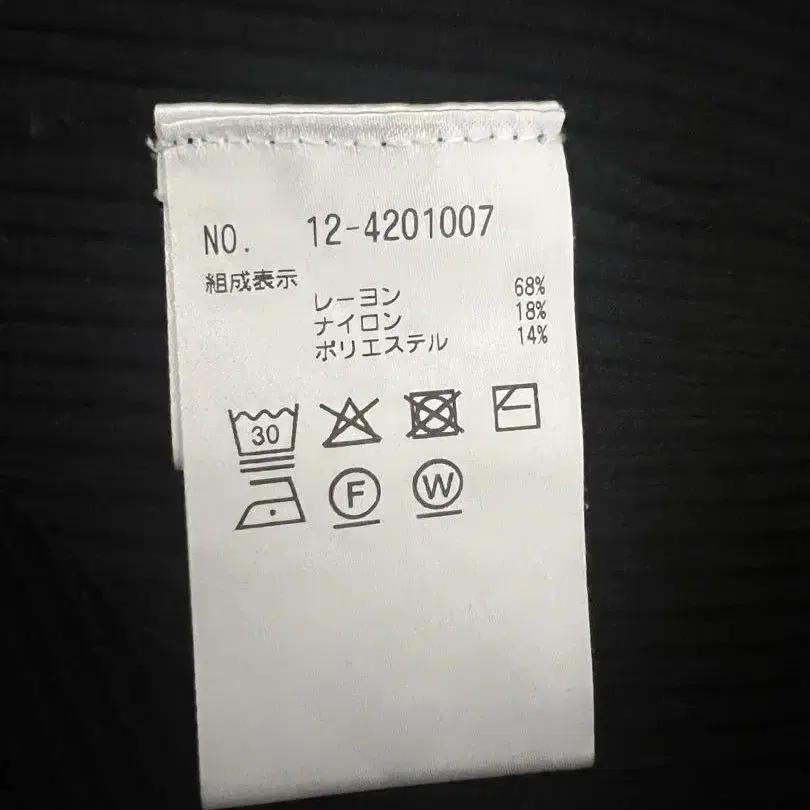 NO. 12-4201007
組成表示
レーヨン 68%
ナイロン 18%
ポリエステル 14%
30
F W